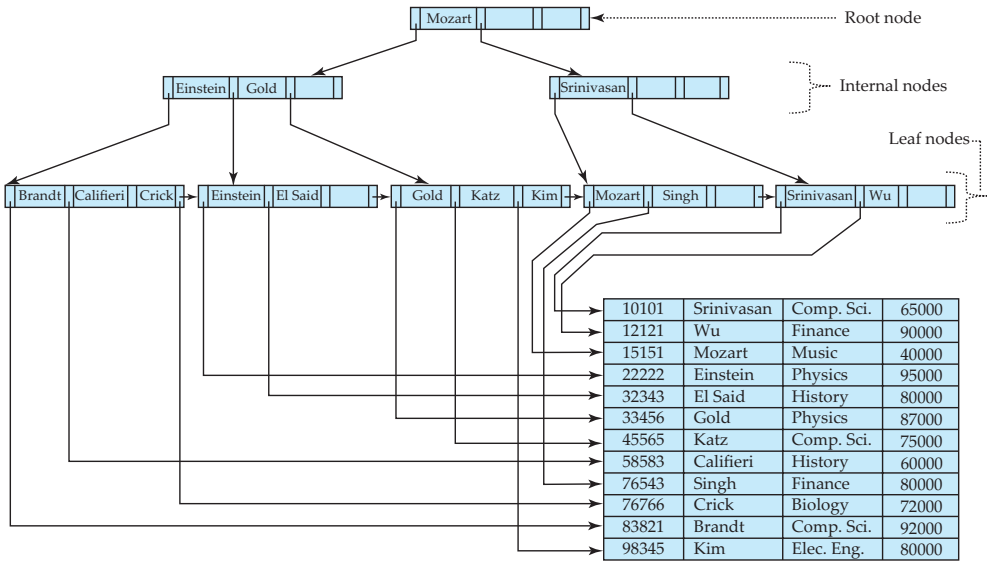 Mozart
Root node
Einstein Gold
Srinivasan
Internal nodes
Leaf nodes
Brandt Califieri Crick
Einstein El Said
Gold Katz Kim
Mozart Singh
Srinivasan Wu
10101 Srinivasan Comp. Sci. 65000
12121 Wu Finance 90000
15151 Mozart Music 40000
22222 Einstein Physics 95000
32343 El Said History 80000
33456 Gold Physics 87000
45565 Katz Comp. Sci. 75000
58583 Califieri History 60000
76543 Singh Finance 80000
76766 Crick Biology 72000
83821 Brandt Comp. Sci. 92000
98345 Kim Elec. Eng. 80000